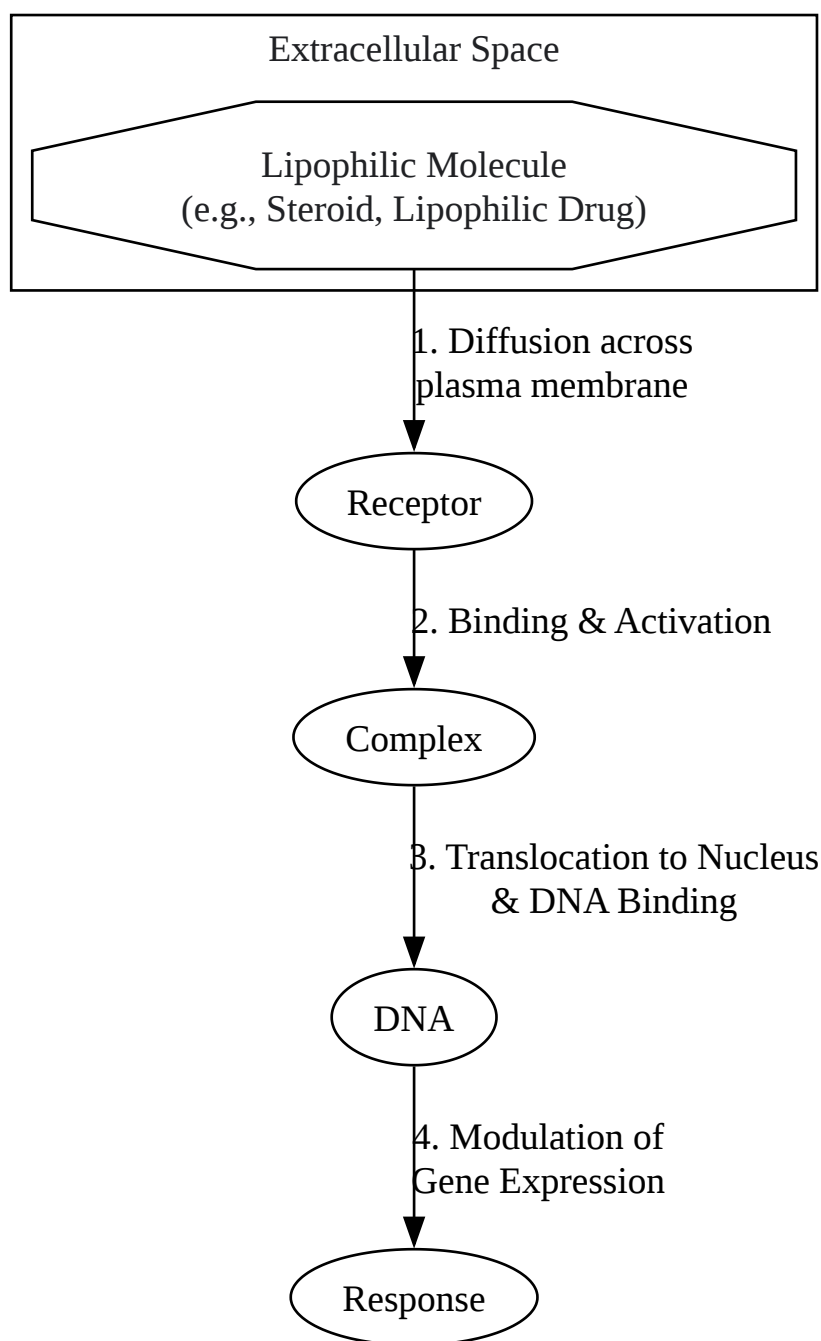 Extracellular Space
Lipophilic Molecule
(e.g., Steroid, Lipophilic Drug)
1. Diffusion across
plasma membrane
Receptor
2. Binding & Activation
Complex
3. Translocation to Nucleus
& DNA Binding
DNA
4. Modulation of
Gene Expression
Response